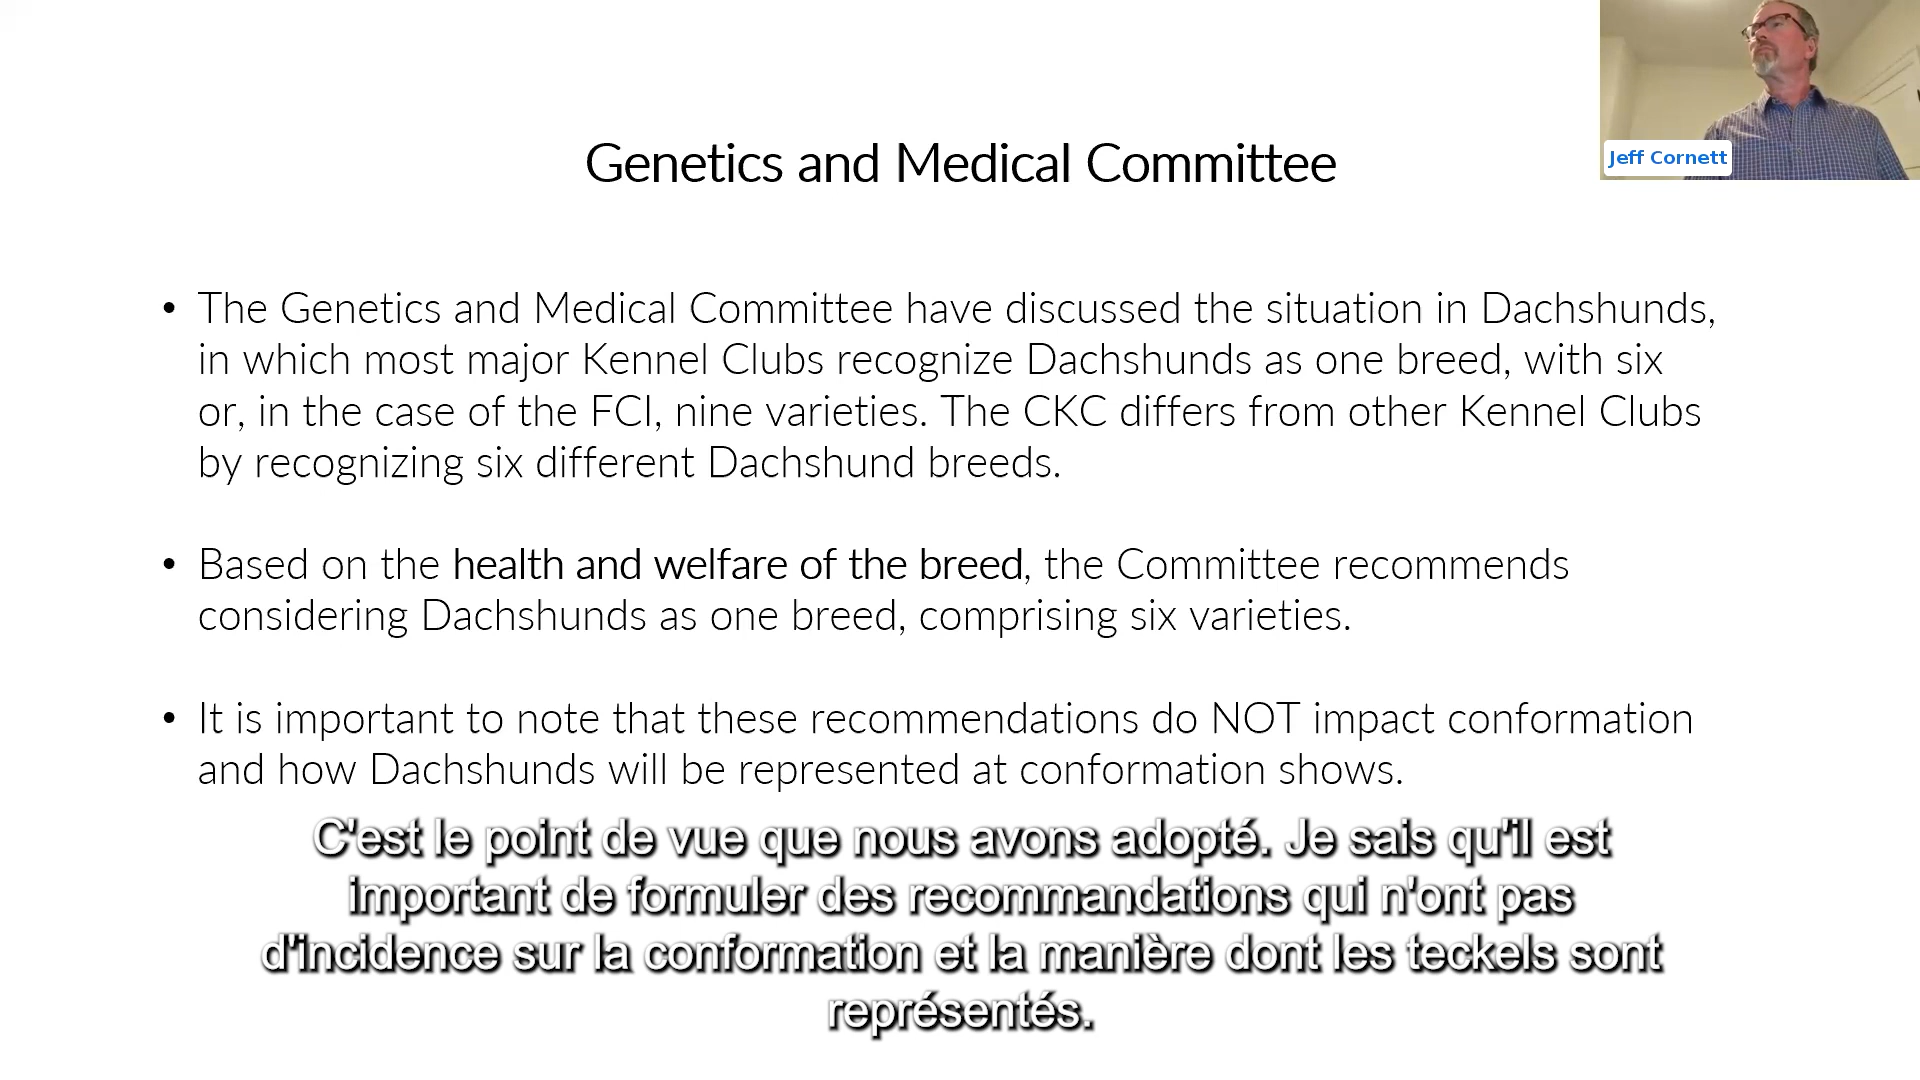 Genetics and Medical Committee
Jeff Cornett
• The Genetics and Medical Committee have discussed the situation in Dachshunds,
in which most major Kennel Clubs recognize Dachshunds as one breed, with six
or, in the case of the FCI, nine varieties. The CKC differs from other Kennel Clubs
by recognizing six different Dachshund breeds.
• Based on the health and welfare of the breed, the Committee recommends
considering Dachshunds as one breed, comprising six varieties.
• It is important to note that these recommendations do NOT impact conformation
and how Dachshunds will be represented at conformation shows.
C'est le point de vue que nous avons adopté. Je sais qu'il est
important de formuler des recommandations qui n'ont pas
d'incidence sur la conformation et la manière dont les teckels sont
représentés.